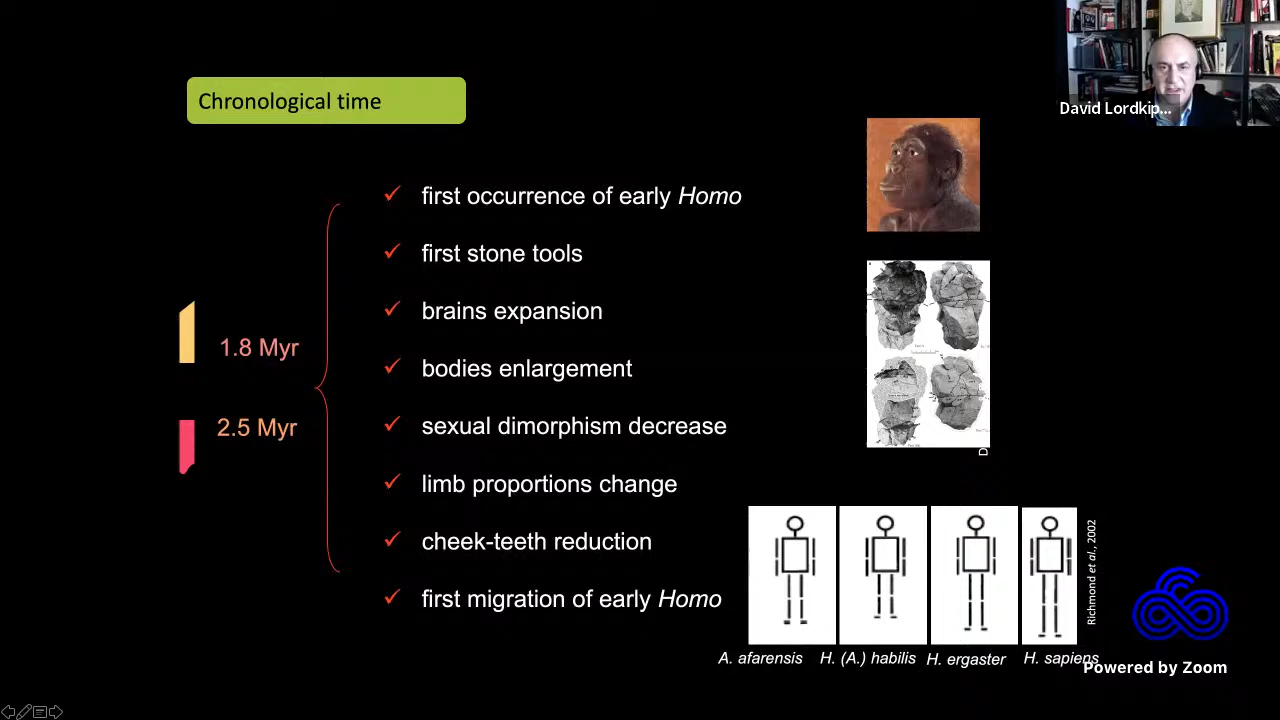 David Lordkip...
Chronological time
✓ first occurrence of early Homo
✓ first stone tools
✓ brains expansion
1.8 Myr
✓ bodies enlargement
2.5 Myr
✓ sexual dimorphism decrease
✓ limb proportions change
✓ cheek-teeth reduction
✓ first migration of early Homo
D
Richmond et al., 2002
A. afarensis
H. (A.) habilis
H. ergaster
H. sapiens
Powered by Zoom